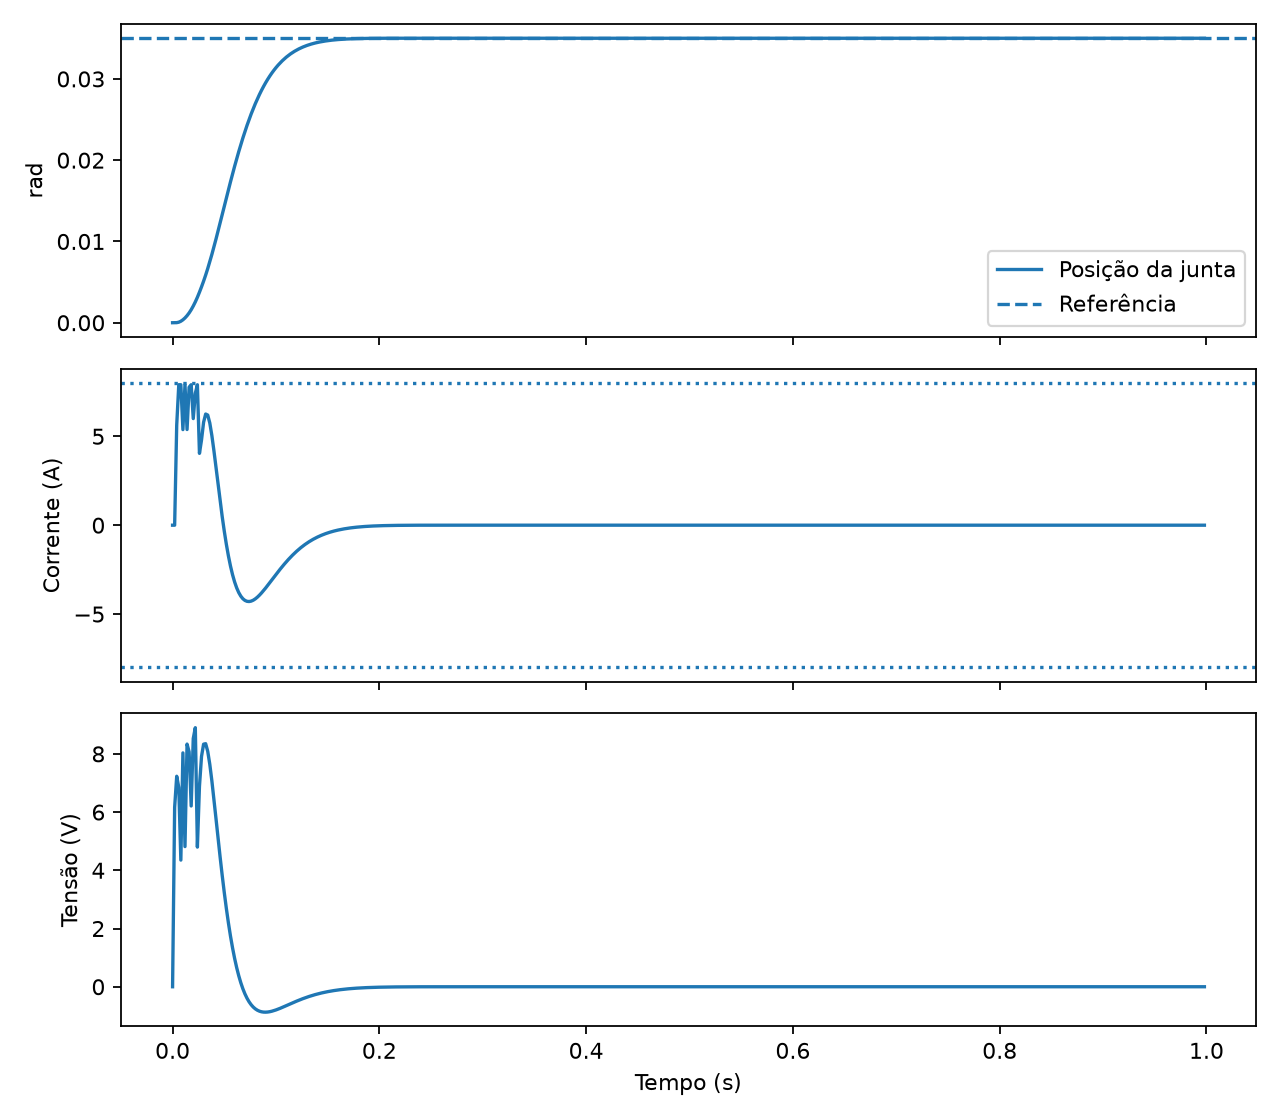 0.03
0.02
0.01
0.00
rad
Posição da junta
Referência
5
0
−5
Corrente (A)
8
6
4
2
0
Tensão (V)
0.0 0.2 0.4 0.6 0.8 1.0
Tempo (s)